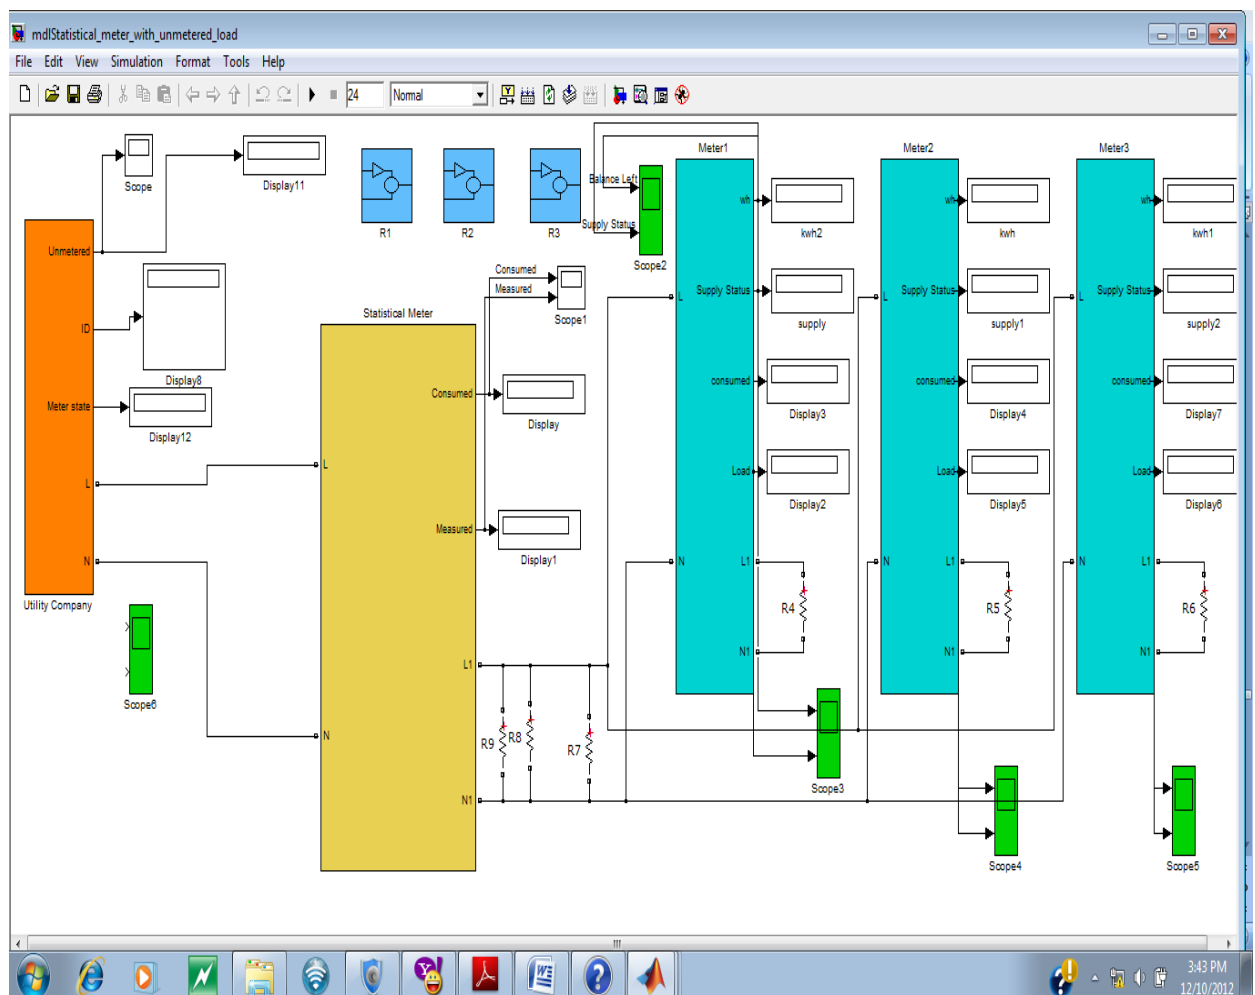 mdlStatistical_meter_with_unmetered_load
File Edit View Simulation Format Tools Help
24 Normal
Meter1 Meter2 Meter3
Scope
Display11
R1 R2 R3
Balance Left
Supply Status
Scope2
wh
kwh2
wh
kwh
wh
kwh1
Unmetered
ID
Display8
Meter state
Display12
L
N
Utility Company
Scope6
Consumed
Measured
Scope1
Statistical Meter
Consumed
Display
Measured
Display1
L
N
L1
N1
R9 R8 R7
L
Supply Status
supply
consumed
Display3
Load
Display2
N
L1
R4
N1
Scope3
L
Supply Status
supply1
consumed
Display4
Load
Display5
N
L1
R5
N1
Scope4
L
Supply Status
supply2
consumed
Display7
Load
Display6
N
L1
R6
N1
Scope5
3:43 PM
12/10/2012